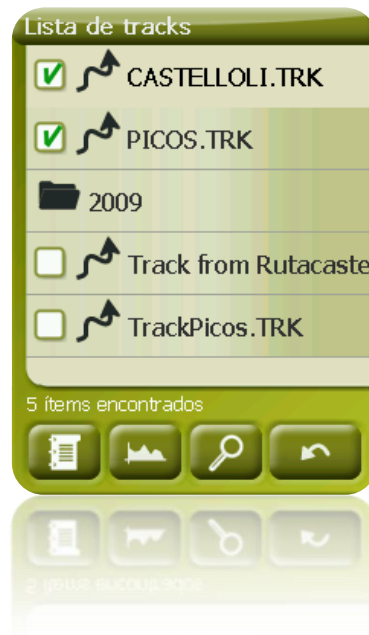 Lista de tracks
CASTELLOLI.TRK
PICOS.TRK
2009
Track from Rutacaste
TrackPicos.TRK
5 ítems encontrados